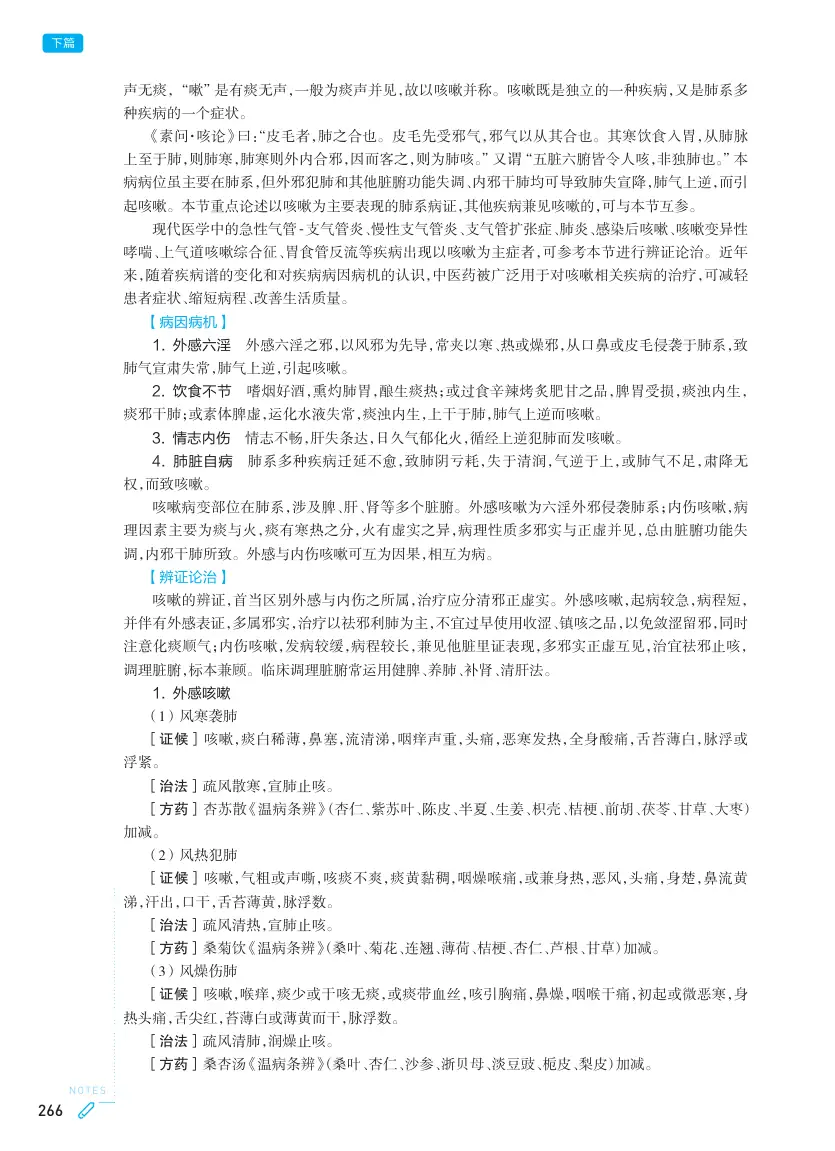 下篇
声无痰，“嗽”是有痰无声，一般为痰声并见，故以咳嗽并称。咳嗽既是独立的一种疾病，又是肺系多
种疾病的一个症状。
《素问·咳论》曰：“皮毛者，肺之合也。皮毛先受邪气，邪气以从其合也。其寒饮食入胃，从肺脉
上至于肺，则肺寒，肺寒则外内合邪，因而客之，则为肺咳。”又谓“五脏六腑皆令人咳，非独肺也。”本
病病位虽主要在肺系，但外邪犯肺和其他脏腑功能失调、内邪干肺均可导致肺失宣降，肺气上逆，而引
起咳嗽。本节重点论述以咳嗽为主要表现的肺系病证，其他疾病兼见咳嗽的，可与本节互参。
现代医学中的急性气管-支气管炎、慢性支气管炎、支气管扩张症、肺炎、感染后咳嗽、咳嗽变异性
哮喘、上气道咳嗽综合征、胃食管反流等疾病出现以咳嗽为主症者，可参考本节进行辨证论治。近年
来，随着疾病谱的变化和对疾病病因病机的认识，中医药被广泛用于对咳嗽相关疾病的治疗，可减轻
患者症状、缩短病程、改善生活质量。
【病因病机】
1. 外感六淫 外感六淫之邪，以风邪为先导，常夹以寒、热或燥邪，从口鼻或皮毛侵袭于肺系，致
肺气宣肃失常，肺气上逆，引起咳嗽。
2. 饮食不节 嗜烟好酒，熏灼肺胃，酿生痰热；或过食辛辣烤炙肥甘之品，脾胃受损，痰浊内生，
痰邪干肺；或素体脾虚，运化水液失常，痰浊内生，上干于肺，肺气上逆而咳嗽。
3. 情志内伤 情志不畅，肝失条达，日久气郁化火，循经上逆犯肺而发咳嗽。
4. 肺脏自病 肺系多种疾病迁延不愈，致肺阴亏耗，失于清润，气逆于上，或肺气不足，肃降无
权，而致咳嗽。
咳嗽病变部位在肺系，涉及脾、肝、肾等多个脏腑。外感咳嗽为六淫外邪侵袭肺系；内伤咳嗽，病
理因素主要为痰与火，痰有寒热之分，火有虚实之异，病理性质多邪实与正虚并见，总由脏腑功能失
调，内邪干肺所致。外感与内伤咳嗽可互为因果，相互为病。
【辨证论治】
咳嗽的辨证，首当区别外感与内伤之所属，治疗应分清邪正虚实。外感咳嗽，起病较急，病程短，
并伴有外感表证，多属邪实，治疗以祛邪利肺为主，不宜过早使用收涩、镇咳之品，以免敛涩留邪，同时
注意化痰顺气；内伤咳嗽，发病较缓，病程较长，兼见他脏里证表现，多邪实正虚互见，治宜祛邪止咳，
调理脏腑，标本兼顾。临床调理脏腑常运用健脾、养肺、补肾、清肝法。
1. 外感咳嗽
（1）风寒袭肺
［证候］咳嗽，痰白稀薄，鼻塞，流清涕，咽痒声重，头痛，恶寒发热，全身酸痛，舌苔薄白，脉浮或
浮紧。
［治法］疏风散寒，宣肺止咳。
［方药］杏苏散《温病条辨》（杏仁、紫苏叶、陈皮、半夏、生姜、枳壳、桔梗、前胡、茯苓、甘草、大枣）
加减。
（2）风热犯肺
［证候］咳嗽，气粗或声嘶，咳痰不爽，痰黄黏稠，咽燥喉痛，或兼身热，恶风，头痛，身楚，鼻流黄
涕，汗出，口干，舌苔薄黄，脉浮数。
［治法］疏风清热，宣肺止咳。
［方药］桑菊饮《温病条辨》（桑叶、菊花、连翘、薄荷、桔梗、杏仁、芦根、甘草）加减。
（3）风燥伤肺
［证候］咳嗽，喉痒，痰少或干咳无痰，或痰带血丝，咳引胸痛，鼻燥，咽喉干痛，初起或微恶寒，身
热头痛，舌尖红，苔薄白或薄黄而干，脉浮数。
［治法］疏风清肺，润燥止咳。
［方药］桑杏汤《温病条辨》（桑叶、杏仁、沙参、浙贝母、淡豆豉、栀皮、梨皮）加减。
NOTES
266